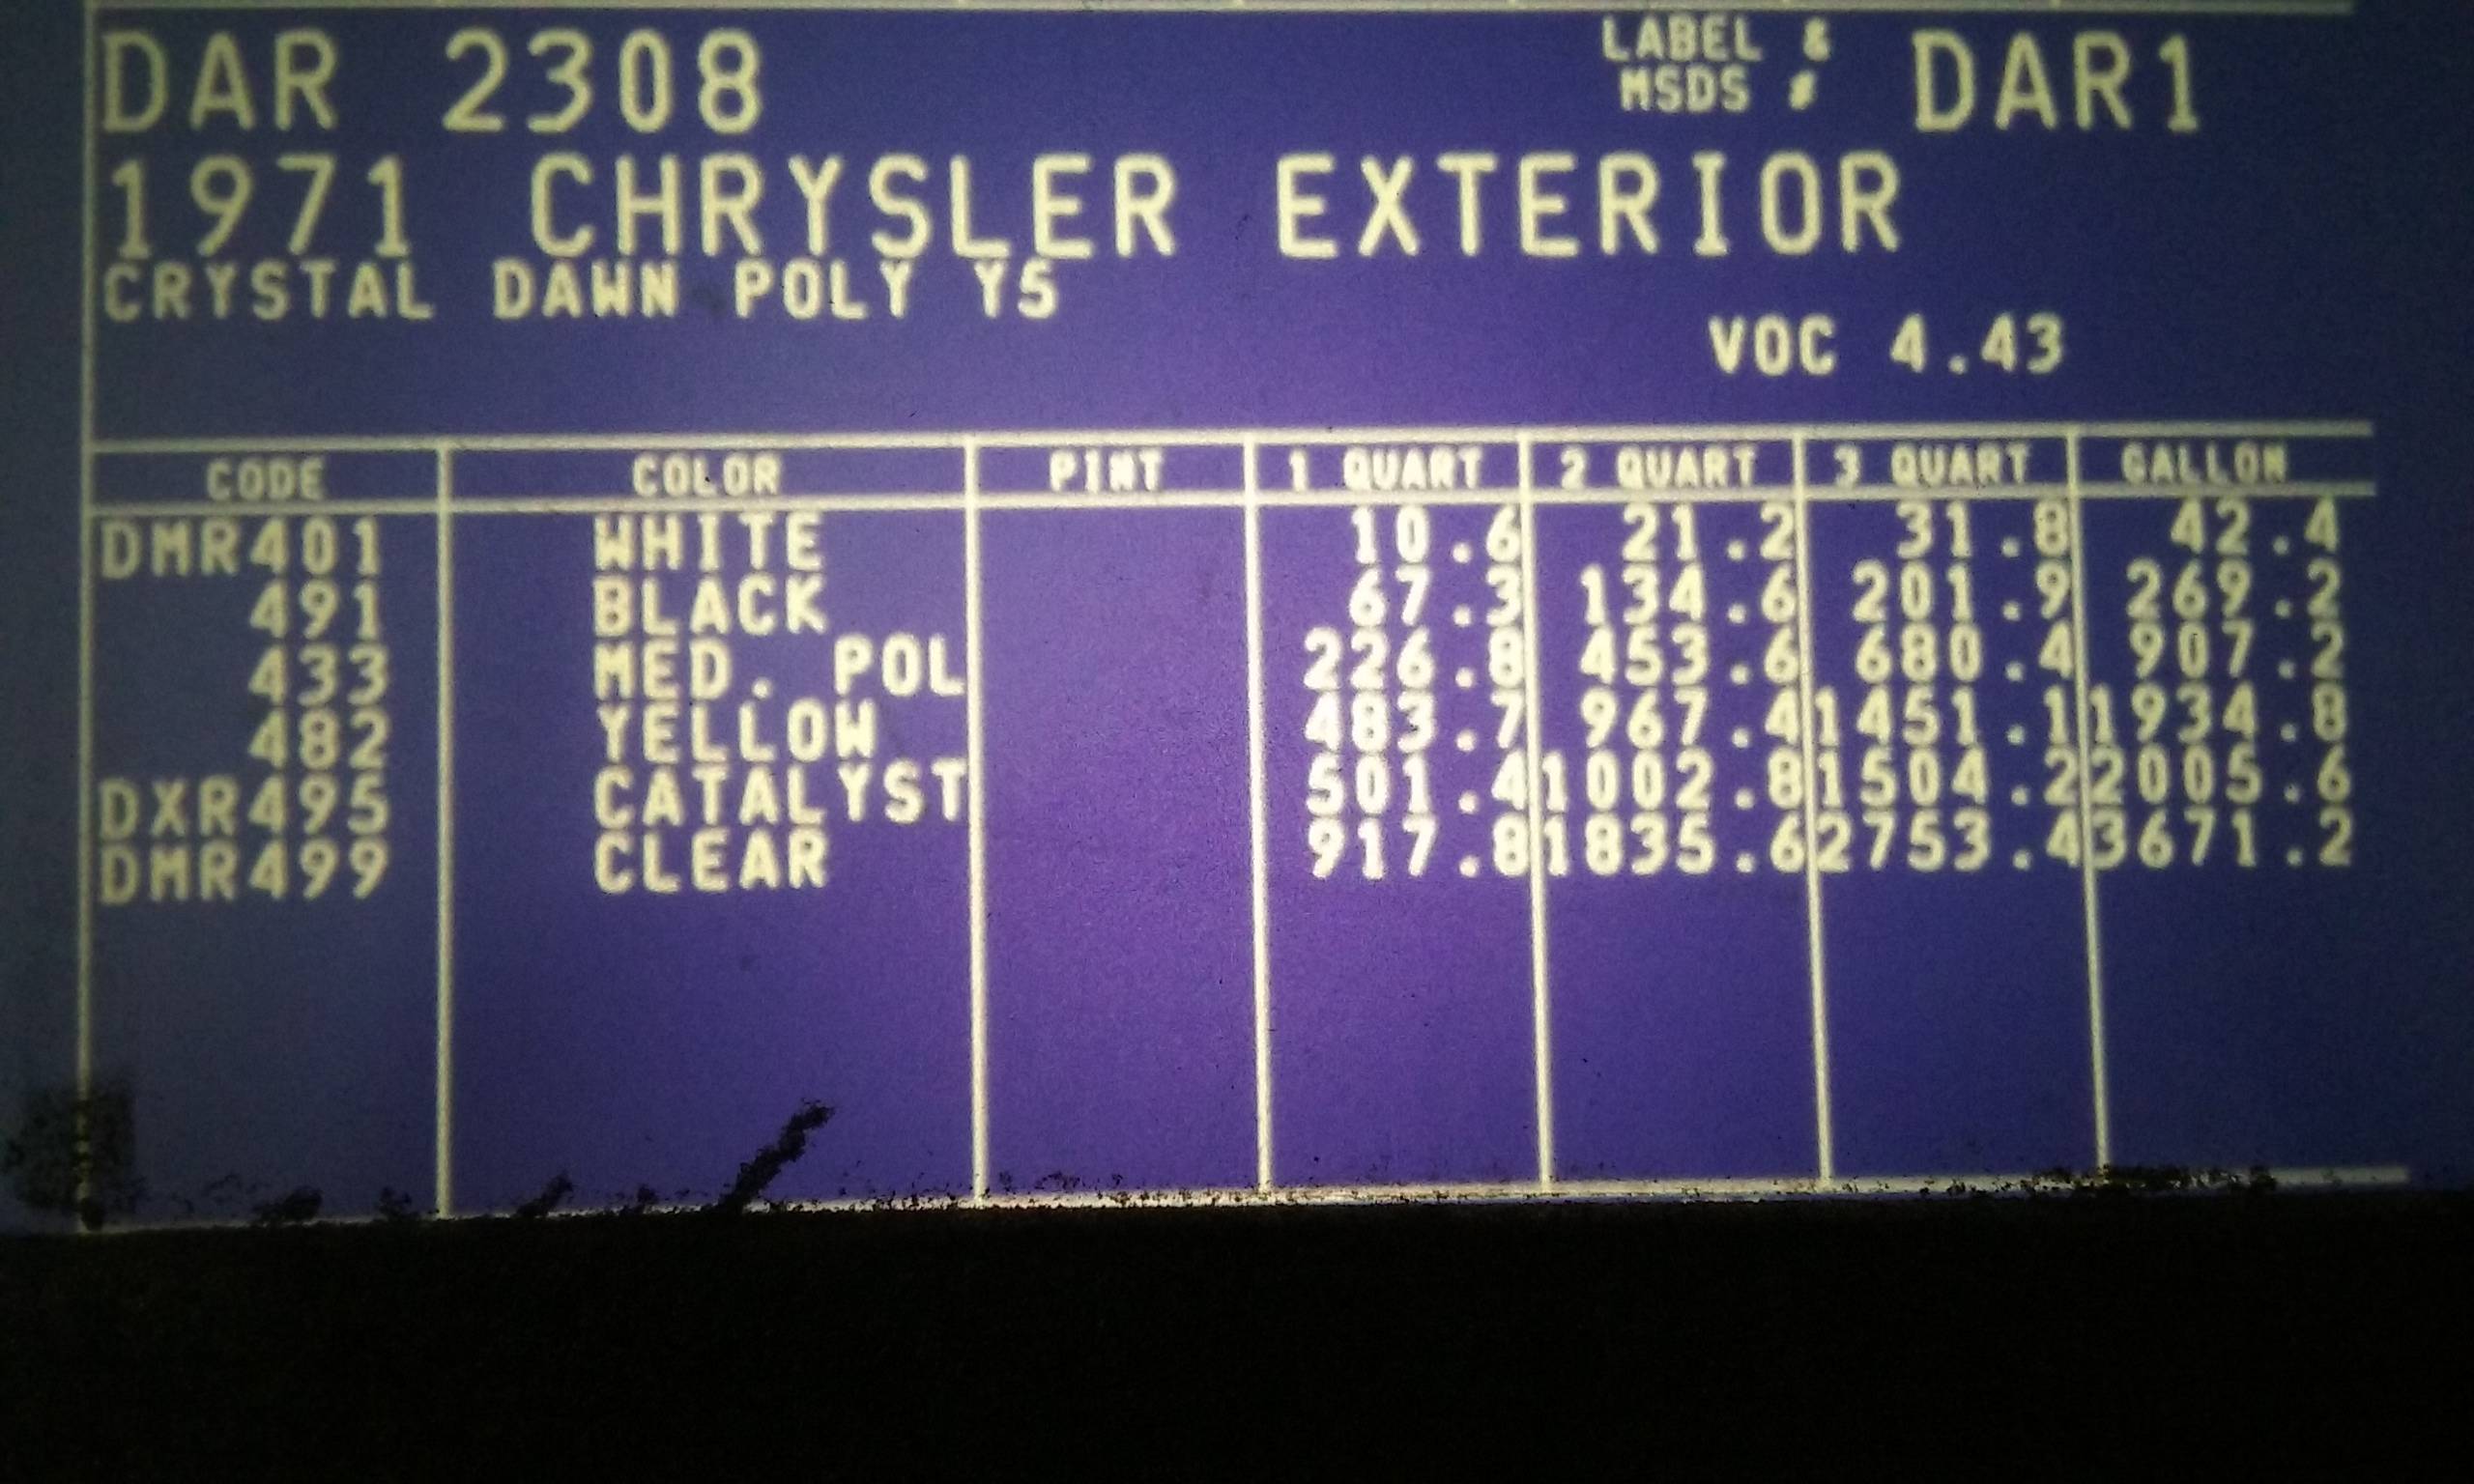 DAR 2308
LABEL &
MSDS # DAR1
1971 CHRYSLER EXTERIOR
CRYSTAL DAWN POLY Y5
VOC 4.43
CODE COLOR PINT 1 QUART 2 QUART 3 QUART GALLON
DMR401 WHITE 10.6 21.2 31.8 42.4
491 BLACK 67.3 134.6 201.9 269.2
433 MED. POL 226.8 453.6 680.4 907.2
482 YELLOW 483.7 967.4 1451.1 1934.8
DXR495 CATALYST 501.4 1002.8 1504.2 2005.6
DMR499 CLEAR 917.8 1835.6 2753.4 3671.2